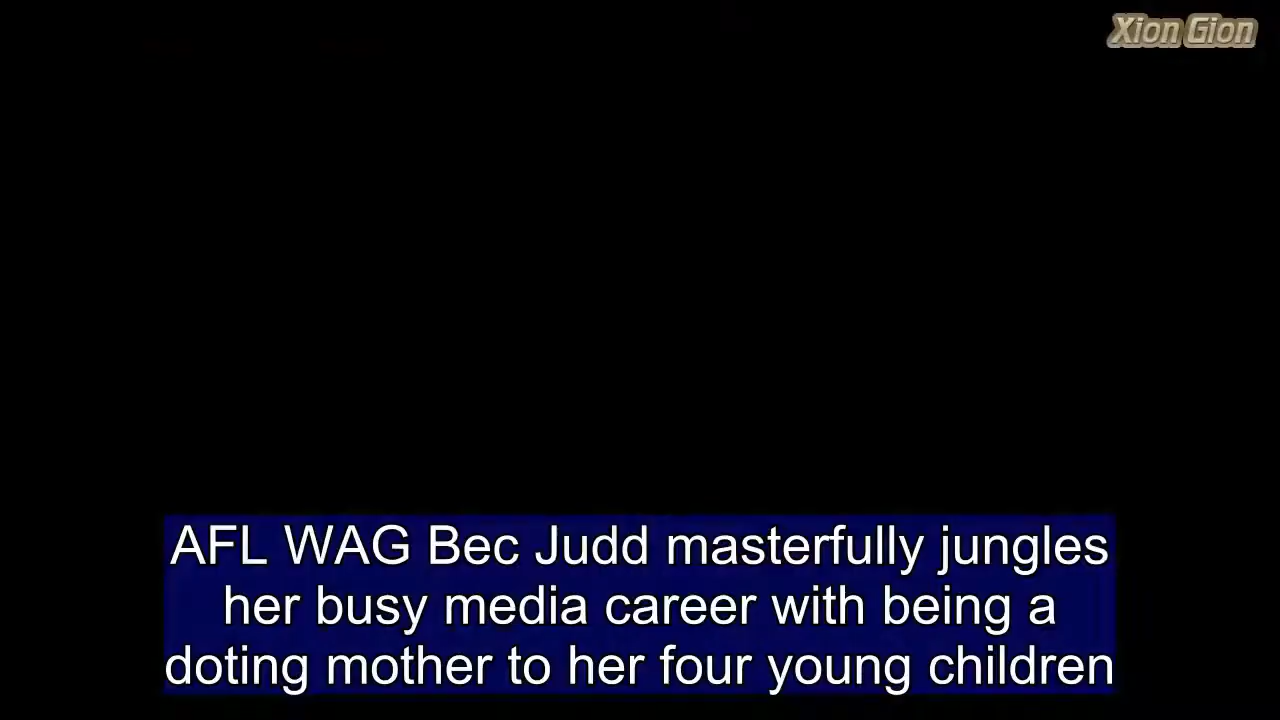 Xion Gion
AFL WAG Bec Judd masterfully jungles
her busy media career with being a
doting mother to her four young children